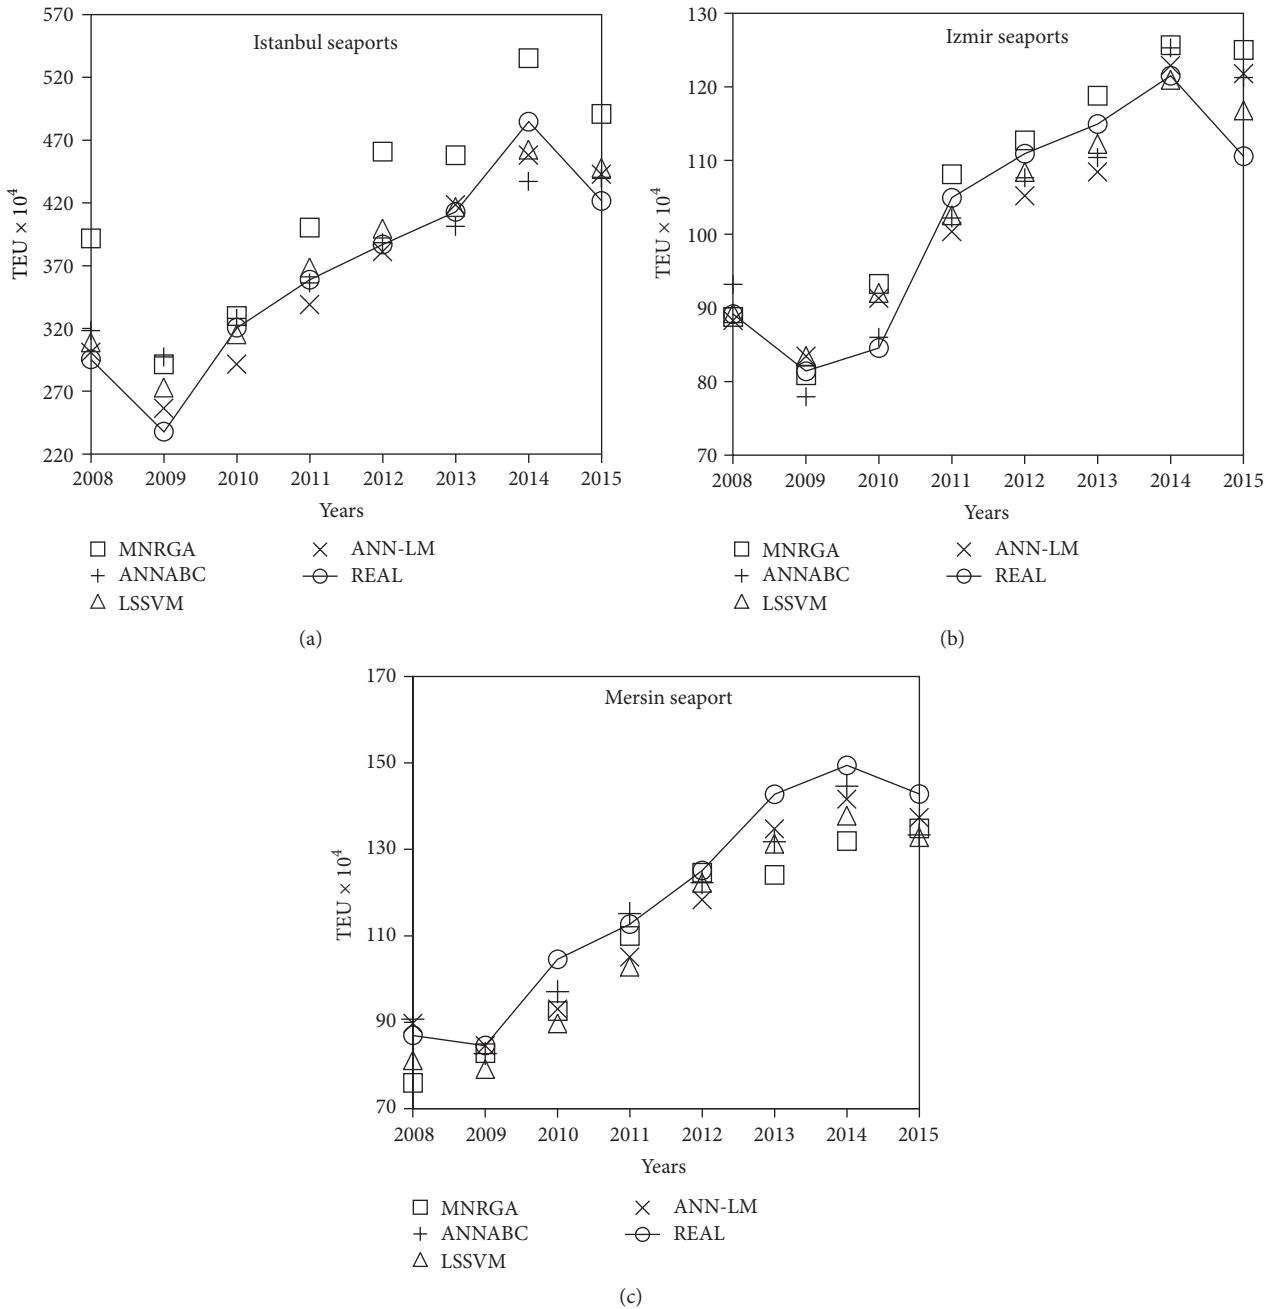 Istanbul seaports
570
520
470
420
370
320
270
220
TEU × 10⁴
2008 2009 2010 2011 2012 2013 2014 2015
Years
MNRGA
ANNABC
LSSVM
ANN-LM
REAL
(a)
Izmir seaports
130
120
110
100
90
80
70
TEU × 10⁴
2008 2009 2010 2011 2012 2013 2014 2015
Years
MNRGA
ANNABC
LSSVM
ANN-LM
REAL
(b)
Mersin seaport
170
150
130
110
90
70
TEU × 10⁴
2008 2009 2010 2011 2012 2013 2014 2015
Years
MNRGA
ANNABC
LSSVM
ANN-LM
REAL
(c)